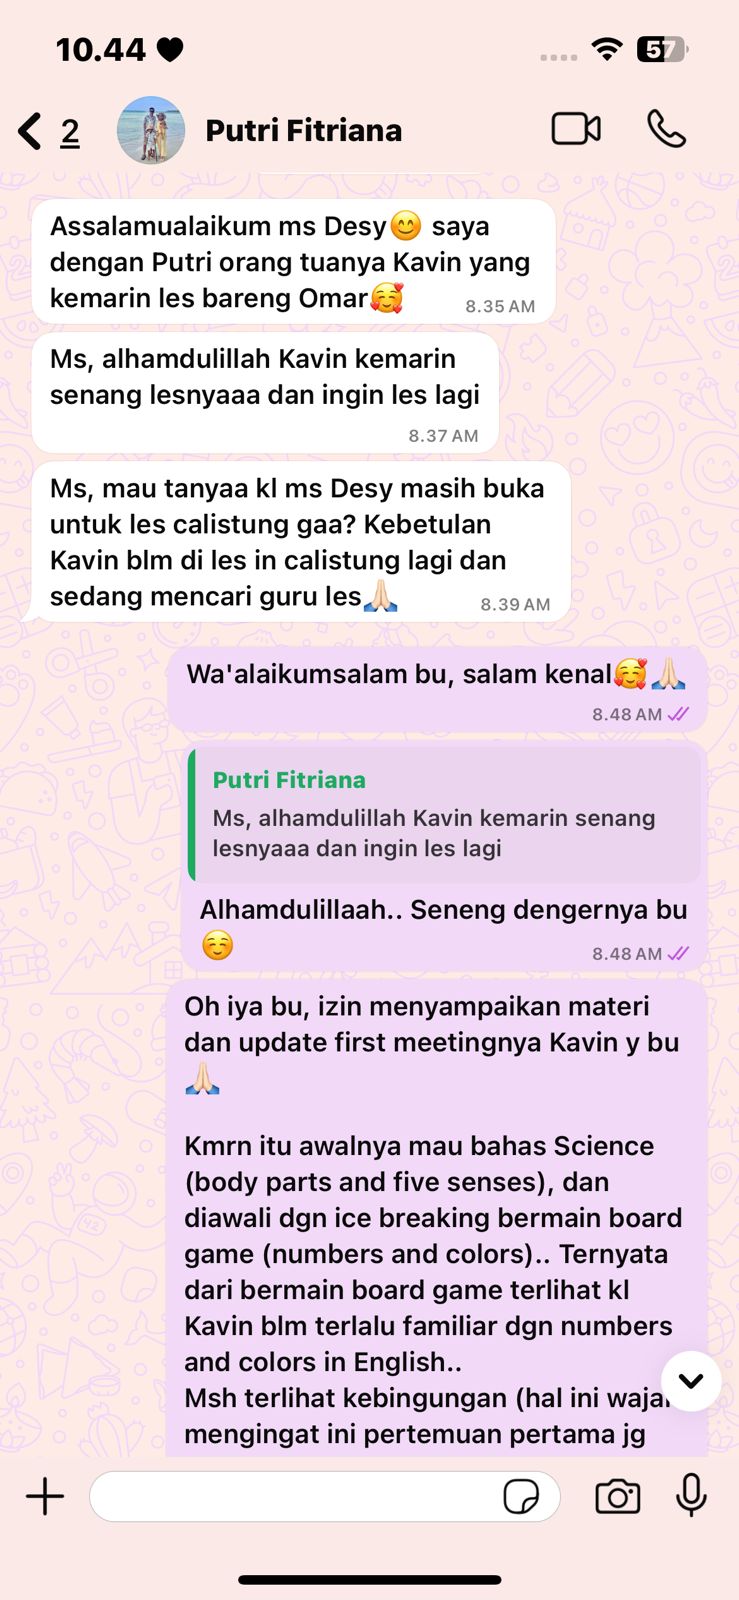 10.44
57
2
Putri Fitriana
Assalamualaikum ms Desy😊 saya
dengan Putri orang tuanya Kavin yang
kemarin les bareng Omar🥰
8.35 AM
Ms, alhamdulillah Kavin kemarin
senang lesnyaaa dan ingin les lagi
8.37 AM
Ms, mau tanyaa kl ms Desy masih buka
untuk les calistung gaa? Kebetulan
Kavin blm di les in calistung lagi dan
sedang mencari guru les🙏🏻
8.39 AM
Wa'alaikumsalam bu, salam kenal🥰🙏🏻
8.48 AM
Putri Fitriana
Ms, alhamdulillah Kavin kemarin senang
lesnyaaa dan ingin les lagi
Alhamdulillaah.. Seneng dengernya bu
☺️
8.48 AM
Oh iya bu, izin menyampaikan materi
dan update first meetingnya Kavin y bu
🙏🏻
Kmrn itu awalnya mau bahas Science
(body parts and five senses), dan
diawali dgn ice breaking bermain board
game (numbers and colors).. Ternyata
dari bermain board game terlihat kl
Kavin blm terlalu familiar dgn numbers
and colors in English..
Msh terlihat kebingungan (hal ini wajar
mengingat ini pertemuan pertama jg